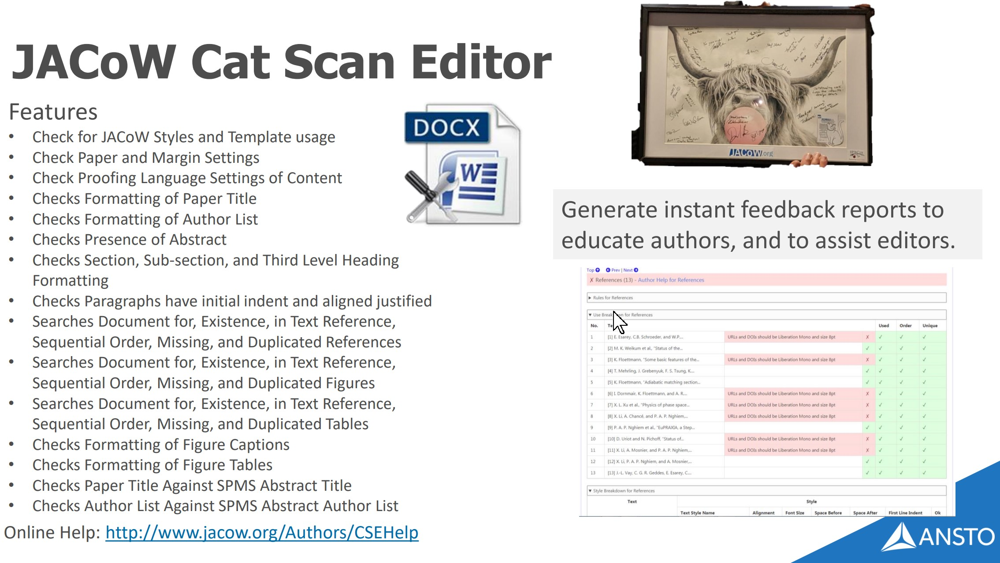 JACoW Cat Scan Editor
Features
• Check for JACoW Styles and Template usage
• Check Paper and Margin Settings
• Check Proofing Language Settings of Content
• Checks Formatting of Paper Title
• Checks Formatting of Author List
• Checks Presence of Abstract
• Checks Section, Sub-section, and Third Level Heading
Formatting
• Checks Paragraphs have initial indent and aligned justified
• Searches Document for, Existence, in Text Reference,
Sequential Order, Missing, and Duplicated References
• Searches Document for, Existence, in Text Reference,
Sequential Order, Missing, and Duplicated Figures
• Searches Document for, Existence, in Text Reference,
Sequential Order, Missing, and Duplicated Tables
• Checks Formatting of Figure Captions
• Checks Formatting of Figure Tables
• Checks Paper Title Against SPMS Abstract Title
• Checks Author List Against SPMS Abstract Author List
Online Help: http://www.jacow.org/Authors/CSEHelp
DOCX
W
JACoW.org
Generate instant feedback reports to
educate authors, and to assist editors.
Top Prev | Next
✗ References (13) - Author Help for References
▶ Rules for References
▼ Use Breakdown for References
No. Used Order Unique
1 [1] E. Esarey, C.B. Schroeder, and W.P.... URLs and DOIs should be Liberation Mono and size 8pt ✗ ✓ ✓ ✓
2 [2] M. K. Weikum et al., "Status of the... ✓ ✓ ✓ ✓
3 [3] K. Floettmann, "Some basic features of the... URLs and DOIs should be Liberation Mono and size 8pt ✗ ✓ ✓ ✓
4 [4] T. Mehrling, J. Grebenyuk, F. S. Tsung, K.... ✓ ✓ ✓ ✓
5 [5] K. Floettmann, "Adiabatic matching section... ✓ ✓ ✓ ✓
6 [6] I. Dornmair, K. Floettmann, and A. R.... URLs and DOIs should be Liberation Mono and size 8pt ✗ ✓ ✓ ✓
7 [7] X. L. Xu et al., "Physics of phase space... URLs and DOIs should be Liberation Mono and size 8pt ✗ ✓ ✓ ✓
8 [8] X. Li, A. Chancé, and P. A. P. Nghiem,... URLs and DOIs should be Liberation Mono and size 8pt ✗ ✓ ✓ ✓
9 [9] P. A. P. Nghiem et al., "EuPRAXIA, a Step... ✓ ✓ ✓ ✓
10 [10] D. Uriot and N. Pichoff, "Status of... URLs and DOIs should be Liberation Mono and size 8pt ✗ ✓ ✓ ✓
11 [11] X. Li, A. Mosnier, and P. A. P. Nghiem,... URLs and DOIs should be Liberation Mono and size 8pt ✗ ✓ ✓ ✓
12 [12] X. Li, P. A. P. Nghiem, and A. Mosnier,... ✓ ✓ ✓ ✓
13 [13] J.-L. Vay, C. G. R. Geddes, E. Esarey, C.... ✓ ✓ ✓ ✓
▼ Style Breakdown for References
Text Style
Text Style Name Alignment Font Size Space Before Space After First Line Indent Ok
ANSTO